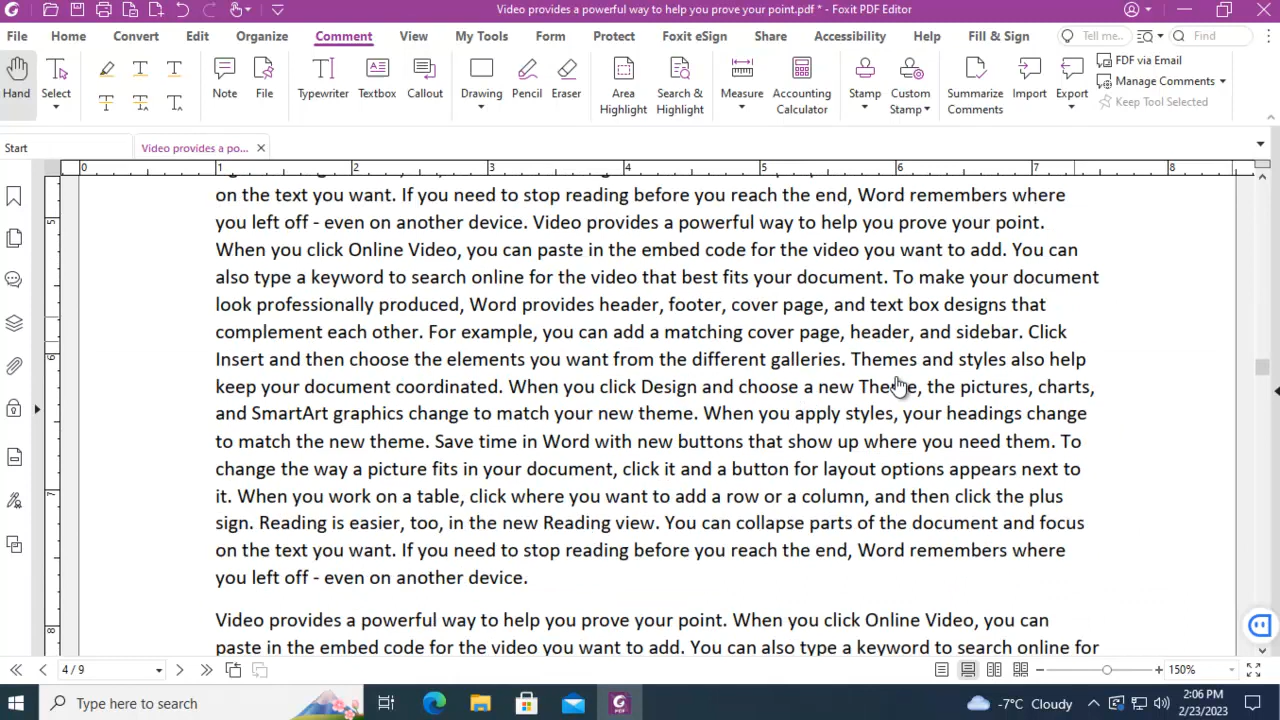 Video provides a powerful way to help you prove your point.pdf * - Foxit PDF Editor
File Home Convert Edit Organize Comment View My Tools Form Protect Foxit eSign Share Accessibility Help Fill & Sign Tell me.. Find
Hand Select Note File Typewriter Textbox Callout Drawing Pencil Eraser Area Highlight Search & Highlight Measure Accounting Calculator Stamp Custom Stamp Summarize Comments Import Export PDF via Email
Manage Comments
Keep Tool Selected
Start Video provides a po...
0 1 2 3 4 5 6 7 8
on the text you want. If you need to stop reading before you reach the end, Word remembers where
you left off - even on another device. Video provides a powerful way to help you prove your point.
When you click Online Video, you can paste in the embed code for the video you want to add. You can
also type a keyword to search online for the video that best fits your document. To make your document
look professionally produced, Word provides header, footer, cover page, and text box designs that
complement each other. For example, you can add a matching cover page, header, and sidebar. Click
Insert and then choose the elements you want from the different galleries. Themes and styles also help
keep your document coordinated. When you click Design and choose a new Theme, the pictures, charts,
and SmartArt graphics change to match your new theme. When you apply styles, your headings change
to match the new theme. Save time in Word with new buttons that show up where you need them. To
change the way a picture fits in your document, click it and a button for layout options appears next to
it. When you work on a table, click where you want to add a row or a column, and then click the plus
sign. Reading is easier, too, in the new Reading view. You can collapse parts of the document and focus
on the text you want. If you need to stop reading before you reach the end, Word remembers where
you left off - even on another device.
Video provides a powerful way to help you prove your point. When you click Online Video, you can
paste in the embed code for the video you want to add. You can also type a keyword to search online for
5
6
7
8
4 / 9 150%
Type here to search -7°C Cloudy 2:06 PM
2/23/2023